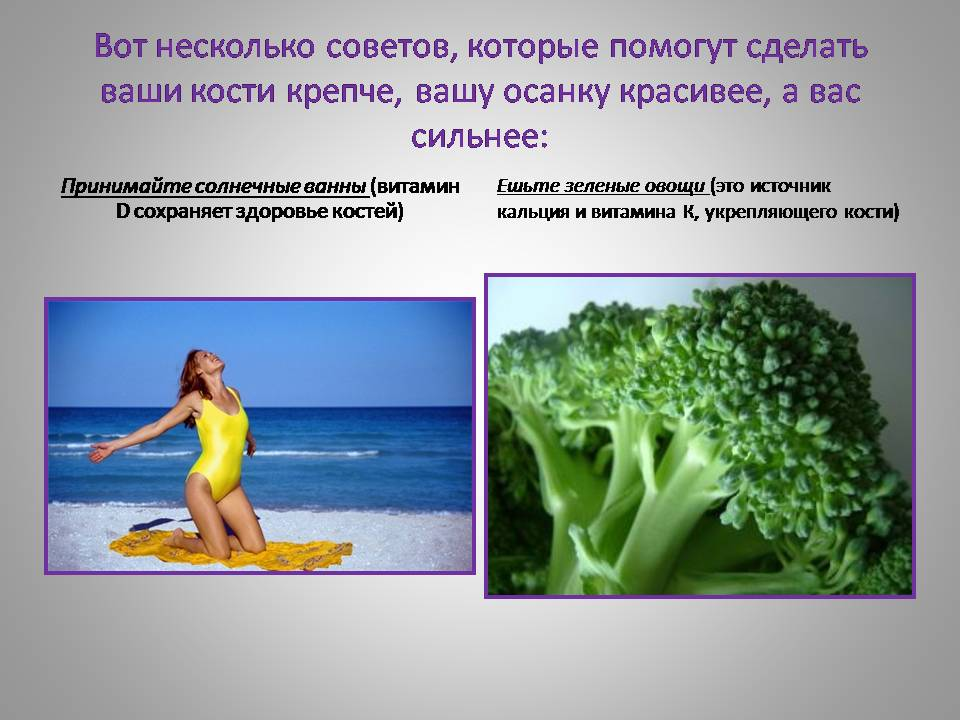 Вот несколько советов, которые помогут сделать
ваши кости крепче, вашу осанку красивее, а вас
сильнее:
Принимайте солнечные ванны (витамин
D сохраняет здоровье костей)
Ешьте зеленые овощи (это источник
кальция и витамина К, укрепляющего кости)